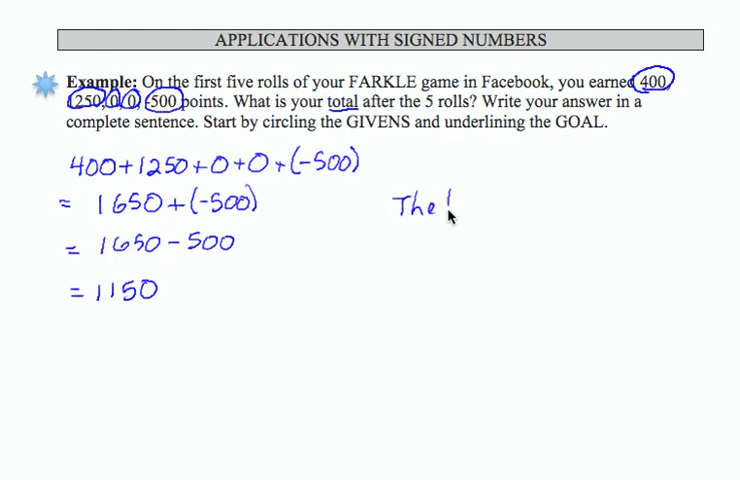 APPLICATIONS WITH SIGNED NUMBERS
Example: On the first five rolls of your FARKLE game in Facebook, you earned 400,
1250, 0, 0, -500 points. What is your total after the 5 rolls? Write your answer in a
complete sentence. Start by circling the GIVENS and underlining the GOAL.
400+1250+0+0+(-500)
= 1650+(-500)
The
= 1650-500
= 1150